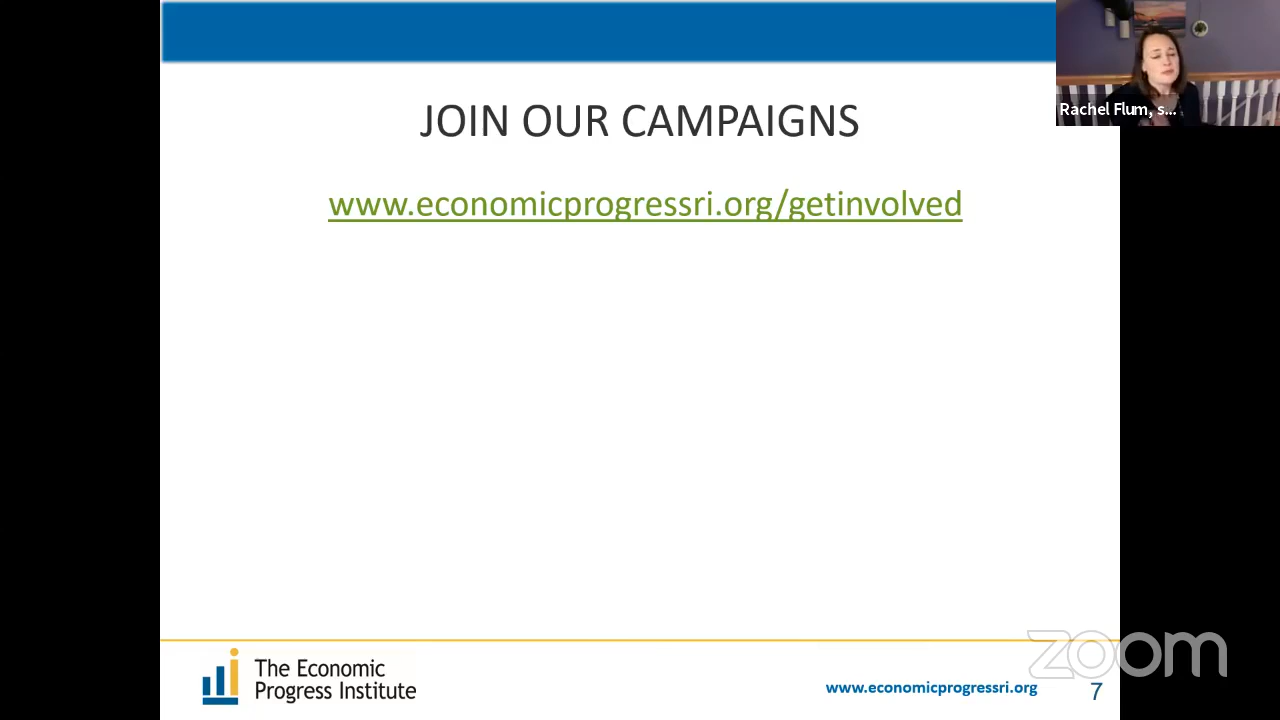 Rachel Flum, s...
JOIN OUR CAMPAIGNS
www.economicprogressri.org/getinvolved
The Economic
Progress Institute
www.economicprogressri.org
7
zoom